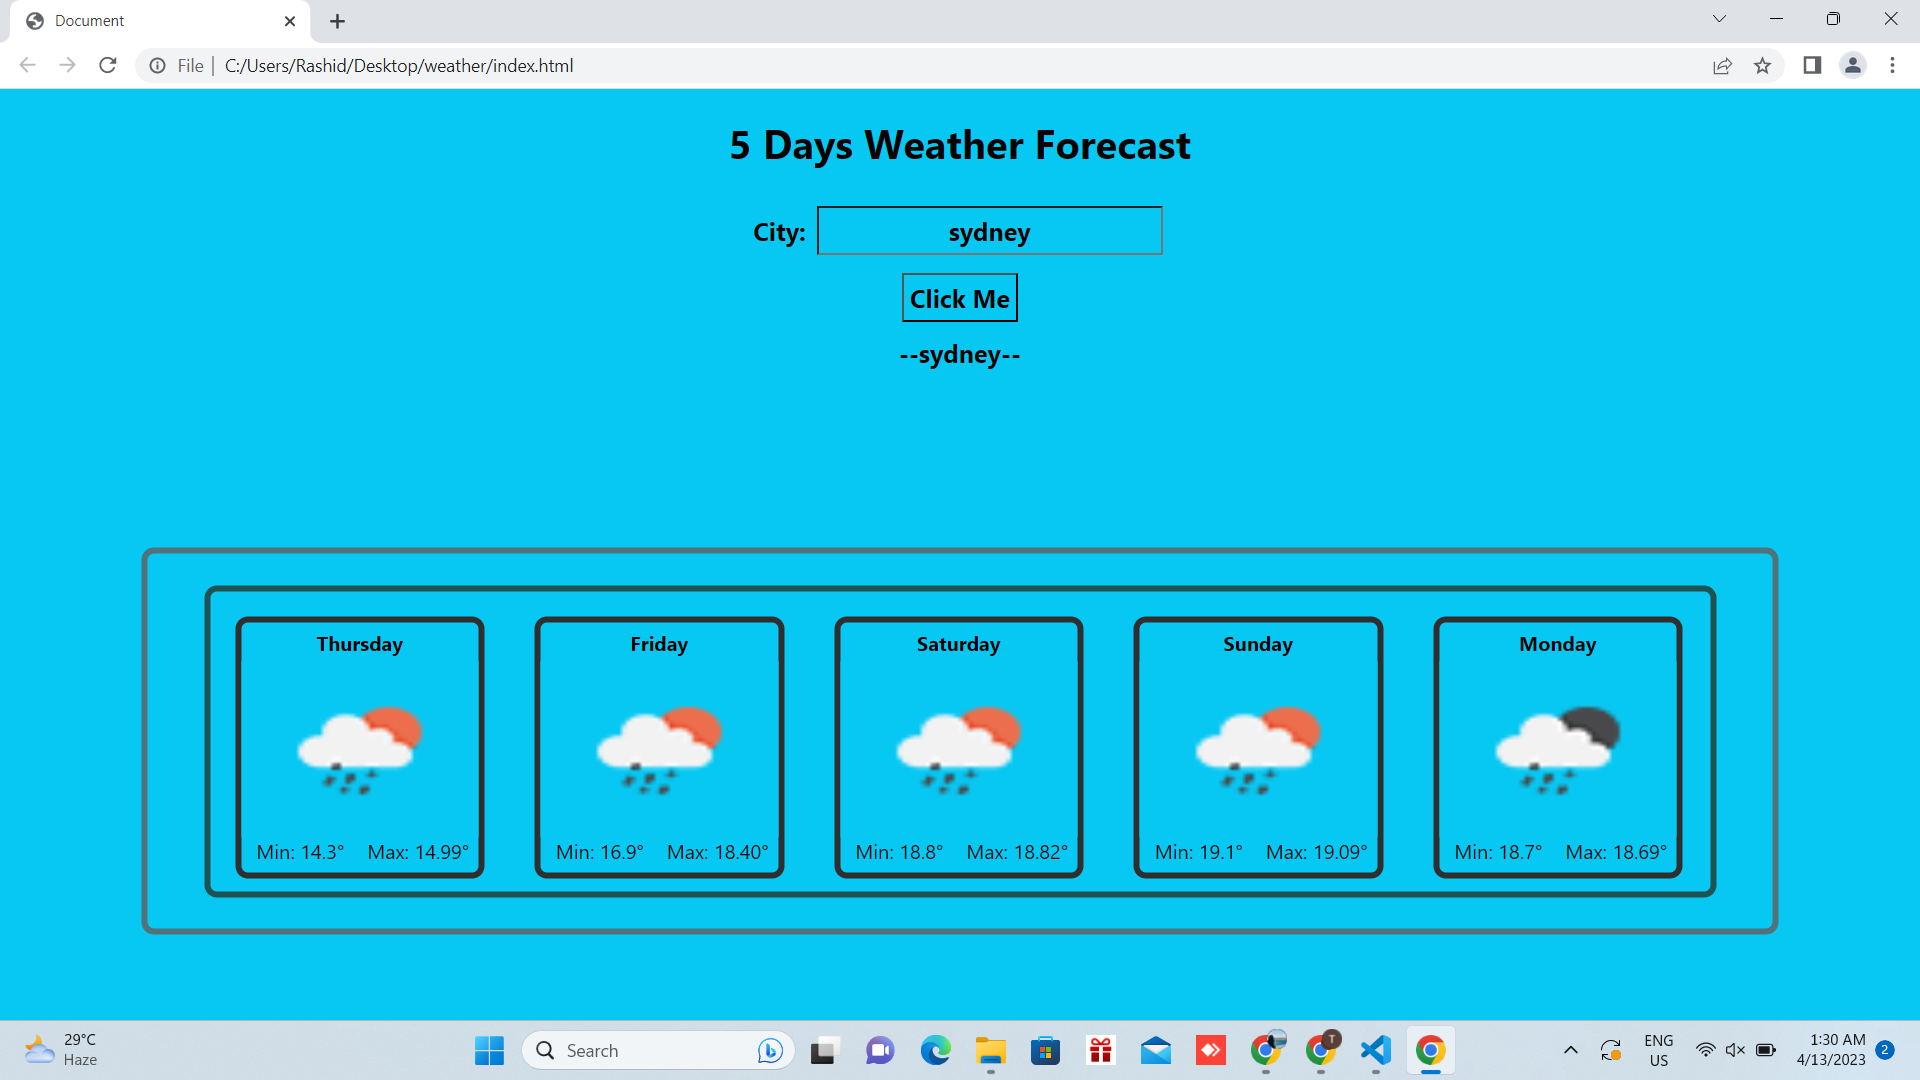 Document
File | C:/Users/Rashid/Desktop/weather/index.html
5 Days Weather Forecast
City: sydney
Click Me
--sydney--
Thursday Friday Saturday Sunday Monday
Min: 14.3° Max: 14.99° Min: 16.9° Max: 18.40° Min: 18.8° Max: 18.82° Min: 19.1° Max: 19.09° Min: 18.7° Max: 18.69°
29°C
Haze
Search
T
ENG
US
1:30 AM
4/13/2023
2